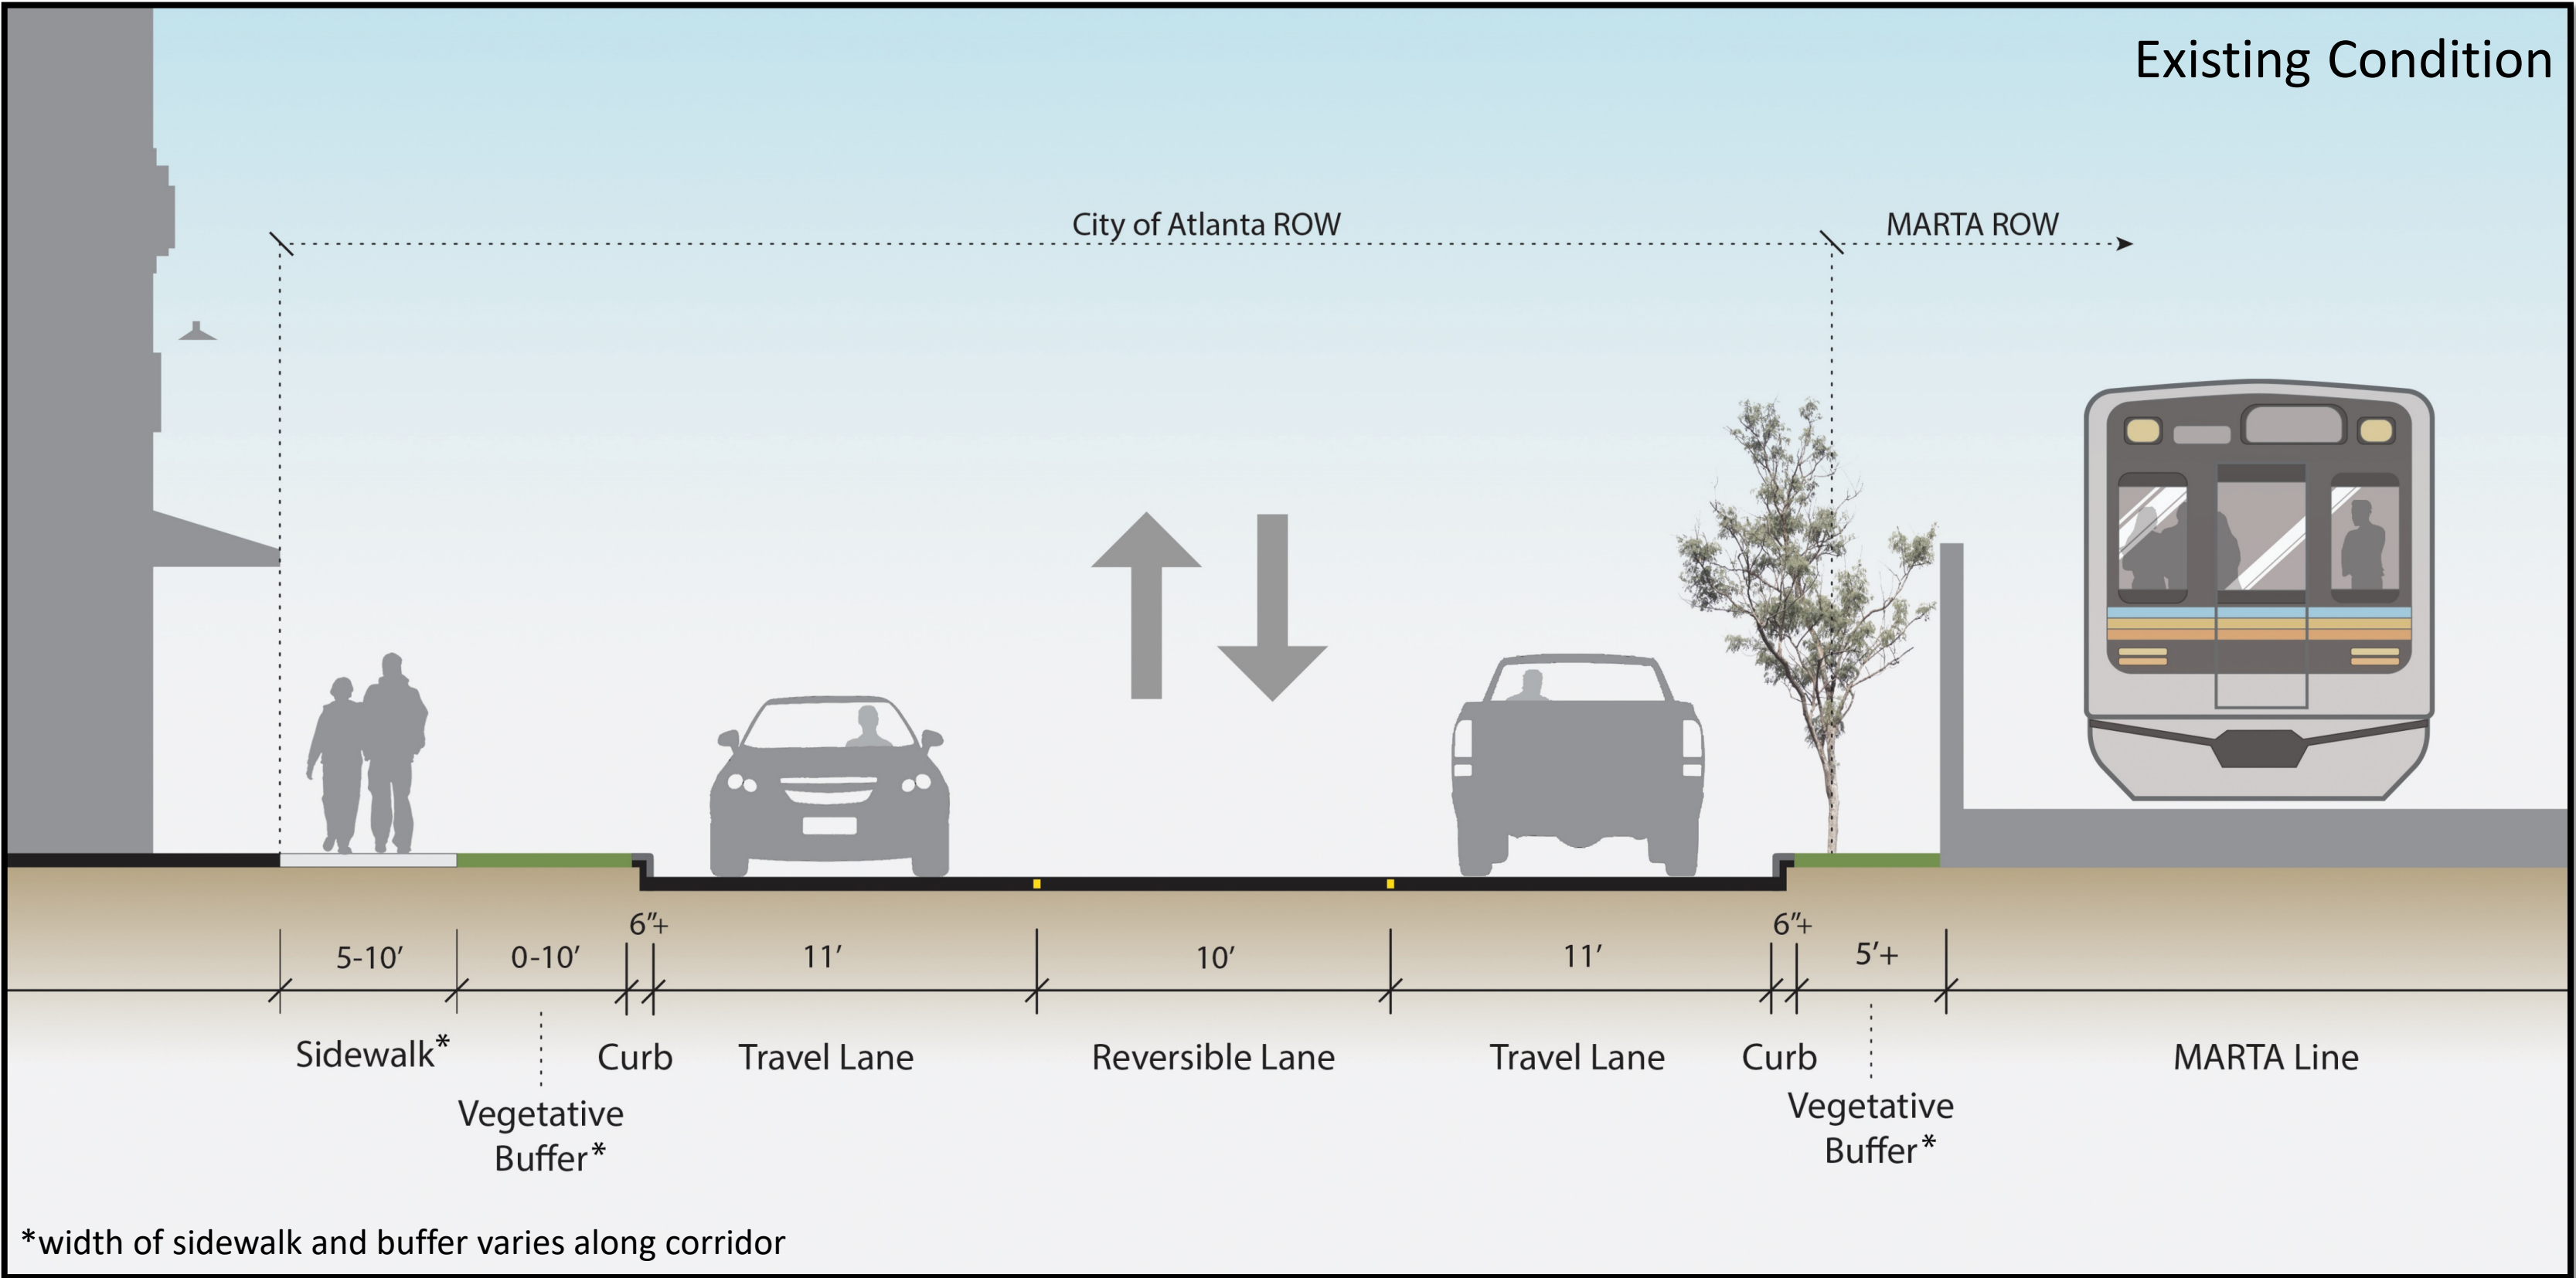 Existing Condition
City of Atlanta ROW
MARTA ROW
6”+
6”+
5-10’
0-10’
11’
10’
11’
5’+
Sidewalk*
Curb
Travel Lane
Reversible Lane
Travel Lane
Curb
MARTA Line
Vegetative
Buffer*
Vegetative
Buffer*
*width of sidewalk and buffer varies along corridor